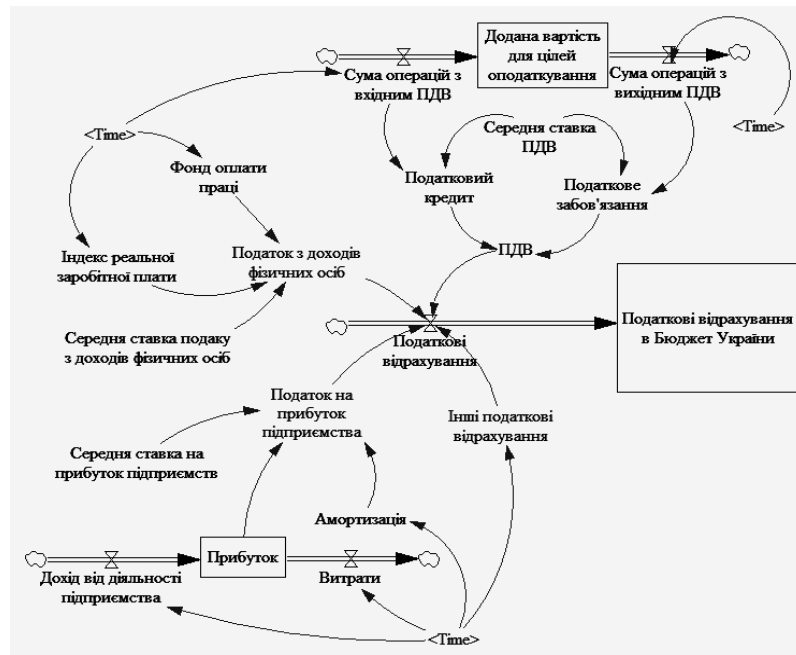 Додана вартість
для цілей
оподаткування
Сума операцій з
вхідним ПДВ
Сума операцій з
вихідним ПДВ
<Time>
<Time>
Середня ставка
ПДВ
Фонд оплати
праці
Податковий
кредит
Податкове
забов'язання
Індекс реальної
заробітної плати
Податок з доходів
фізичних осіб
ПДВ
Середня ставка подаку
з доходів фізичних осіб
Податкові
відрахування
Податкові відрахування
в Бюджет України
Податок на
прибуток
підприємства
Інші податкові
відрахування
Середня ставка на
прибуток підприємств
Амортизація
Прибуток
Дохід від діяльності
підприємства
Витрати
<Time>